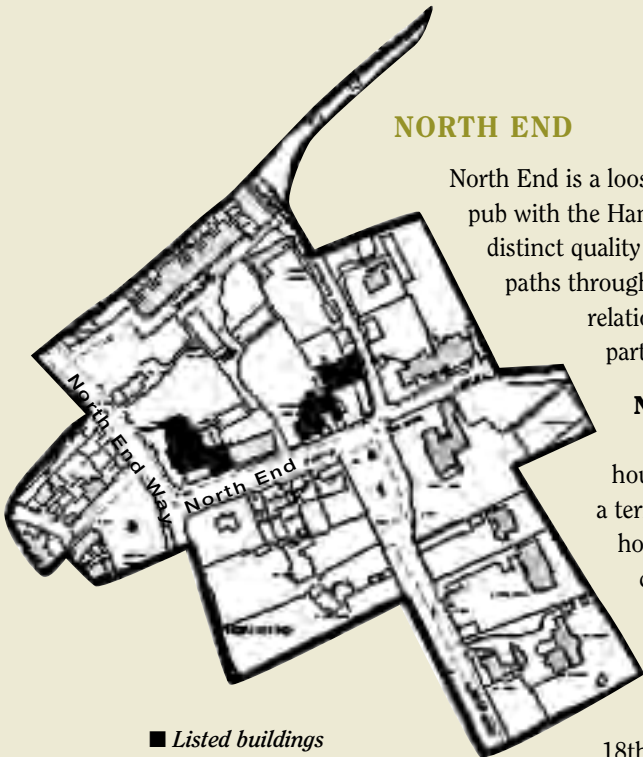 NORTH END
North End is a loos
pub with the Han
distinct quality
paths through
relatio
part
N
hou
a ter
ho
North End Way
North End
■ Listed buildings
18th